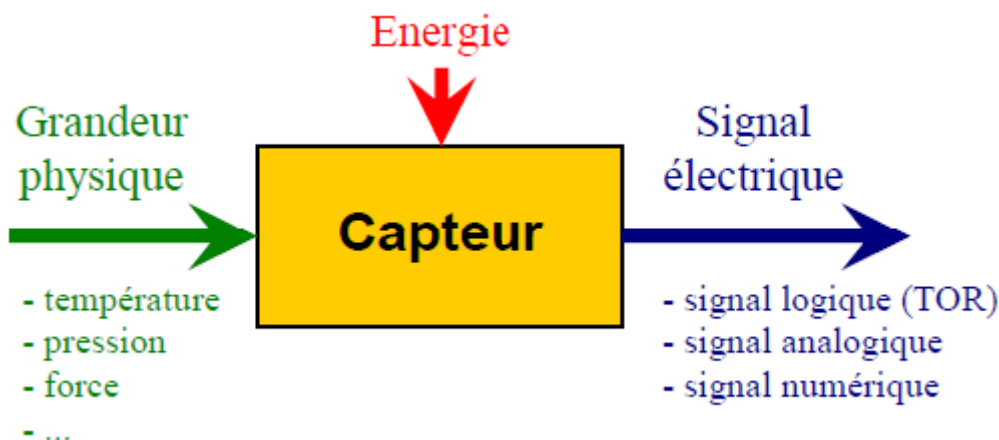 Energie
Grandeur
physique
Capteur
Signal
électrique
- température
- pression
- force
- ...
- signal logique (TOR)
- signal analogique
- signal numérique